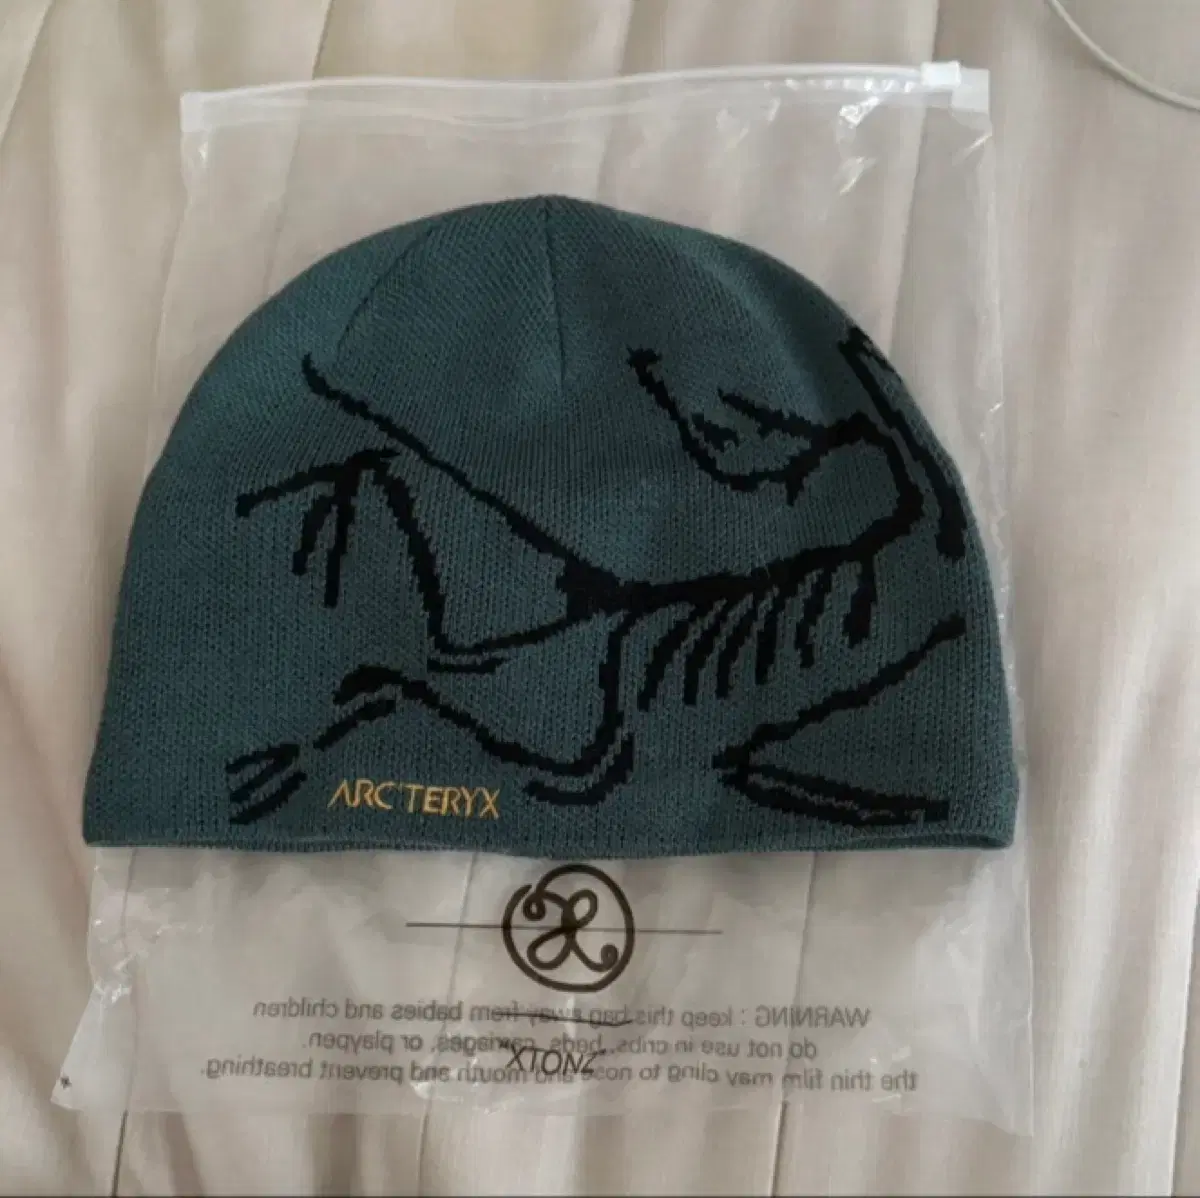 ARC'TERYX
WARNING : keep this bag away from babies and children
do not use in cribs, beds, carriages, or playpen.
"XTONZ"
the thin film may cling to nose and mouth and prevent breathing.